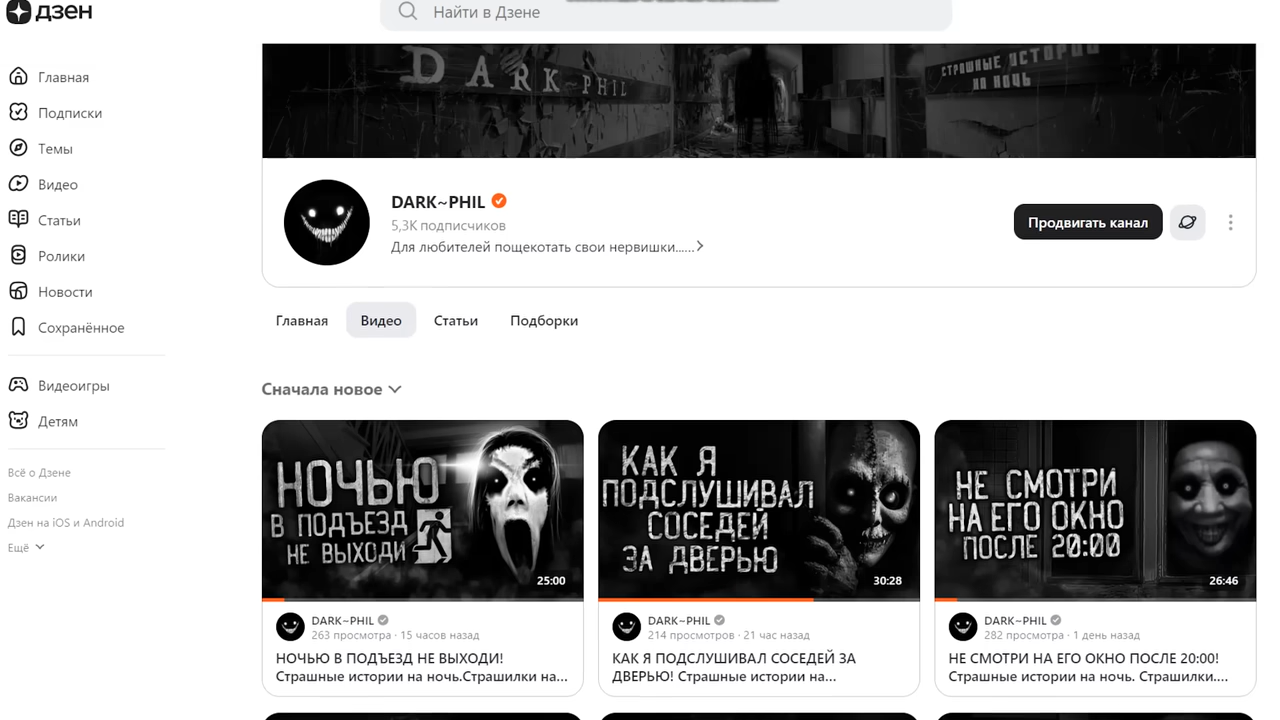 дзен
Найти в Дзене
Главная
Подписки
Темы
Видео
Статьи
Ролики
Новости
Сохранённое
Видеоигры
Детям
Всё о Дзене
Вакансии
Дзен на iOS и Android
Ещё
DARK~PHIL
СТРАШНЫЕ ИСТОРИИ
НА НОЧЬ
DARK~PHIL
5,3K подписчиков
Для любителей пощекотать свои нервишки......
Продвигать канал
Главная
Видео
Статьи
Подборки
Сначала новое
НОЧЬЮ
В ПОДЪЕЗД
НЕ ВЫХОДИ
25:00
DARK~PHIL
263 просмотра · 15 часов назад
НОЧЬЮ В ПОДЪЕЗД НЕ ВЫХОДИ!
Страшные истории на ночь.Страшилки на...
КАК Я
ПОДСЛУШИВАЛ
СОСЕДЕЙ
ЗА ДВЕРЬЮ
30:28
DARK~PHIL
214 просмотров · 21 час назад
КАК Я ПОДСЛУШИВАЛ СОСЕДЕЙ ЗА
ДВЕРЬЮ! Страшные истории на...
НЕ СМОТРИ
НА ЕГО ОКНО
ПОСЛЕ 20:00
26:46
DARK~PHIL
282 просмотра · 1 день назад
НЕ СМОТРИ НА ЕГО ОКНО ПОСЛЕ 20:00!
Страшные истории на ночь. Страшилки....